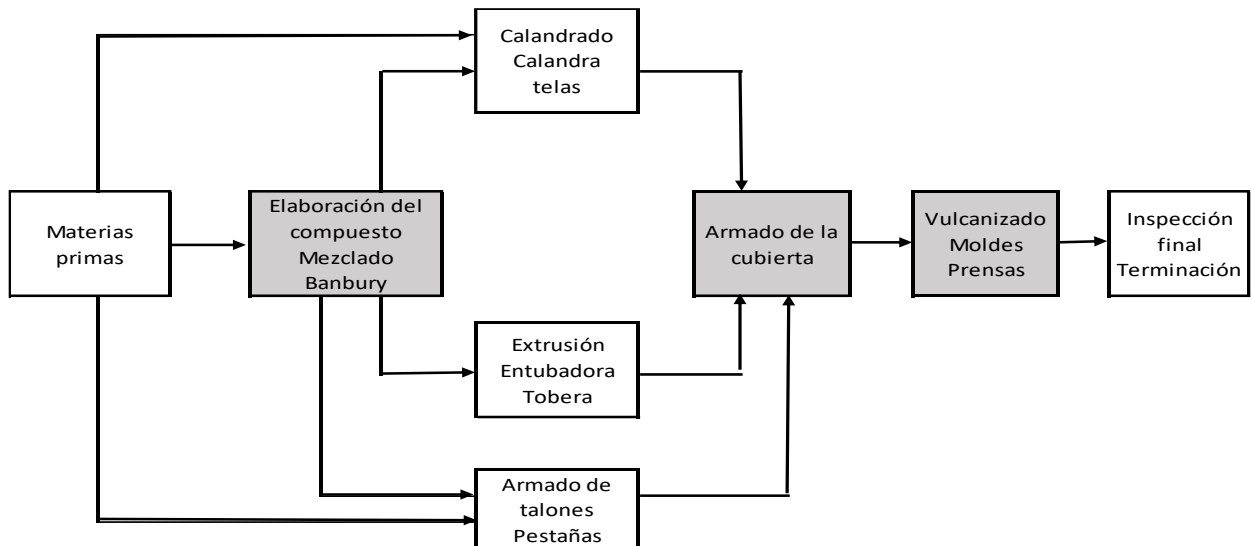 Calandrado
Calandra
telas
Materias
primas
Elaboración del
compuesto
Mezclado
Banbury
Armado de la
cubierta
Vulcanizado
Moldes
Prensas
Inspección
final
Terminación
Extrusión
Entubadora
Tobera
Armado de
talones
Pestañas